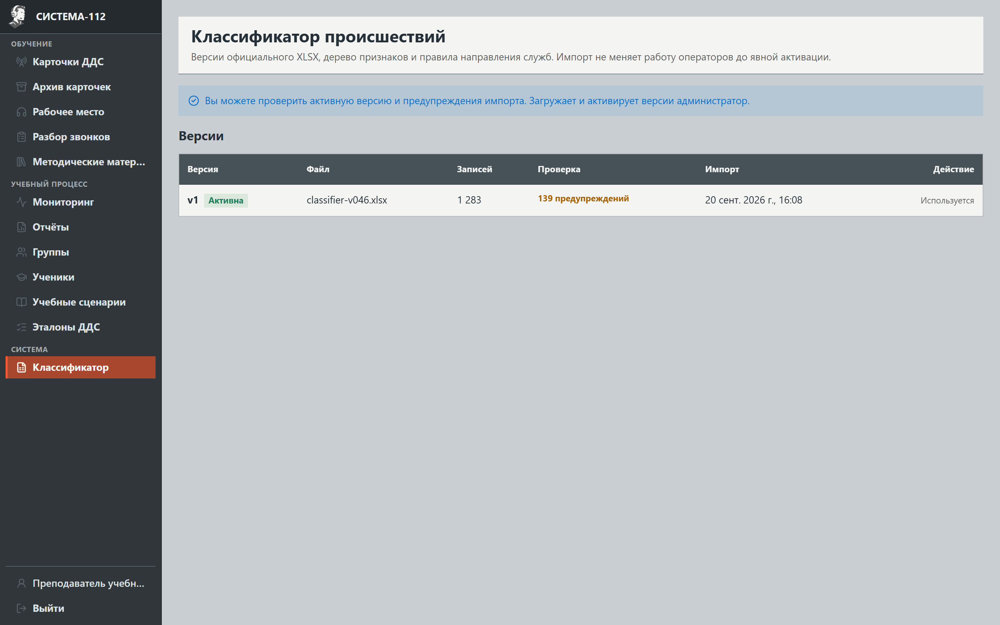 СИСТЕМА-112
ОБУЧЕНИЕ
Карточки ДДС
Архив карточек
Рабочее место
Разбор звонков
Методические матер...
УЧЕБНЫЙ ПРОЦЕСС
Мониторинг
Отчёты
Группы
Ученики
Учебные сценарии
Эталоны ДДС
СИСТЕМА
Классификатор
Преподаватель учебн...
Выйти
Классификатор происшествий
Версии официального XLSX, дерево признаков и правила направления служб. Импорт не меняет работу операторов до явной активации.
Вы можете проверить активную версию и предупреждения импорта. Загружает и активирует версии администратор.
Версии
Версия Файл Записей Проверка Импорт Действие
v1 Активна classifier-v046.xlsx 1 283 139 предупреждений 20 сент. 2026 г., 16:08 Используется